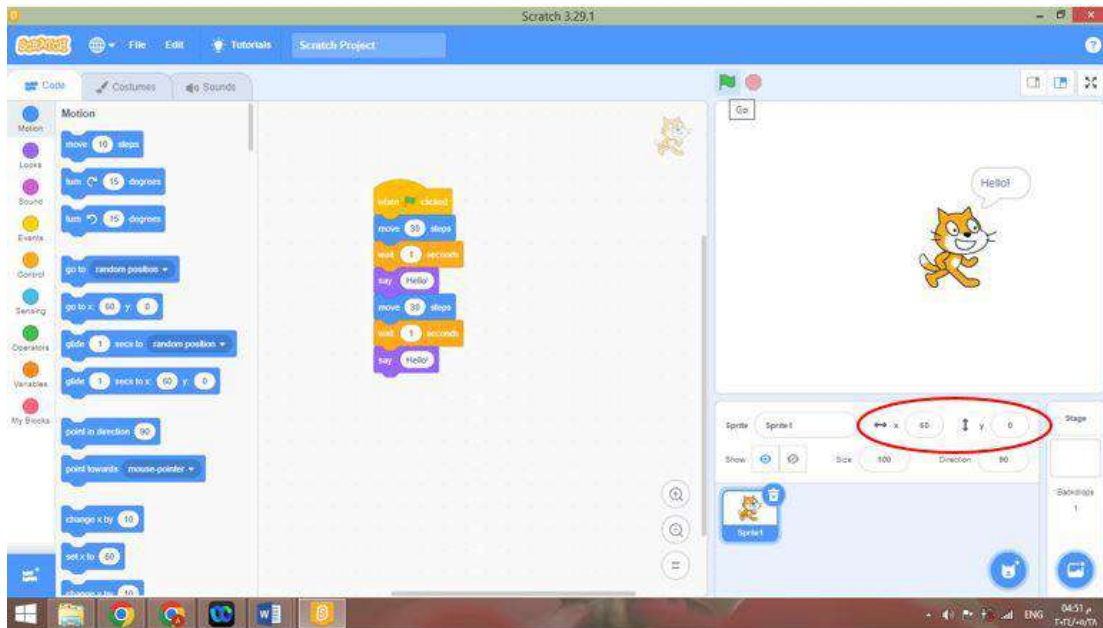 Scratch 3.29.1
SCRATCH File Edit Tutorials Scratch Project
Code Costumes Sounds
Go
Motion
Looks
Sound
Events
Control
Sensing
Operators
Variables
My Blocks
Motion
move 10 steps
turn 15 degrees
turn 15 degrees
go to random position
go to x: 60 y: 0
glide 1 secs to random position
glide 1 secs to x: 60 y: 0
point in direction 90
point towards mouse-pointer
change x by 10
set x to 60
change y by 10
when clicked
move 30 steps
wait 1 seconds
say Hello!
move 30 steps
wait 1 seconds
say Hello!
Hello!
Sprite Sprite1 x 60 y 0
Show Size 100 Direction 90
Sprite1
Stage
Backdrops
1
ENG 04:51 م